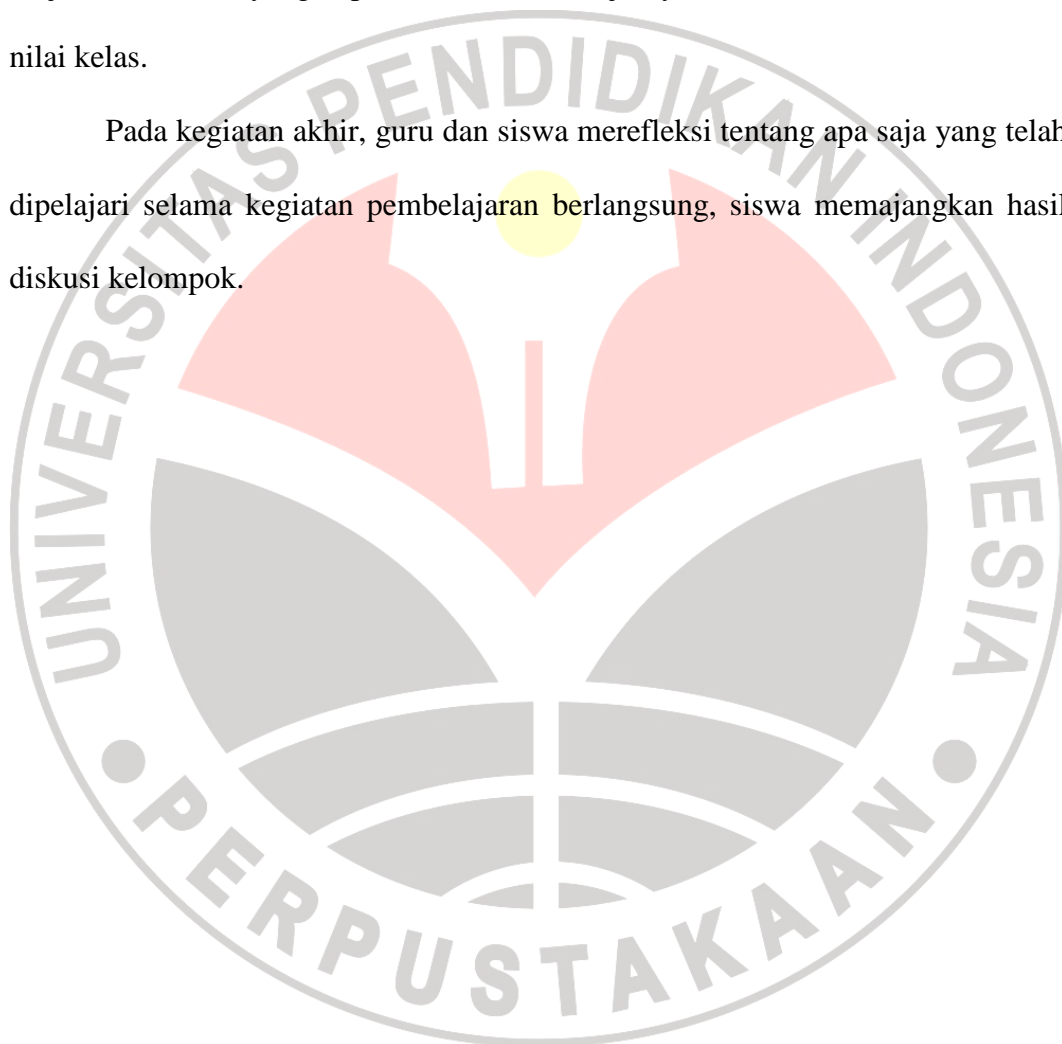 nilai kelas.
Pada kegiatan akhir, guru dan siswa merefleksi tentang apa saja yang telah
dipelajari selama kegiatan pembelajaran berlangsung, siswa memajangkan hasil
diskusi kelompok.
UNIVERSITAS PENDIDIKAN INDONESIA
PERPUSTAKAAN